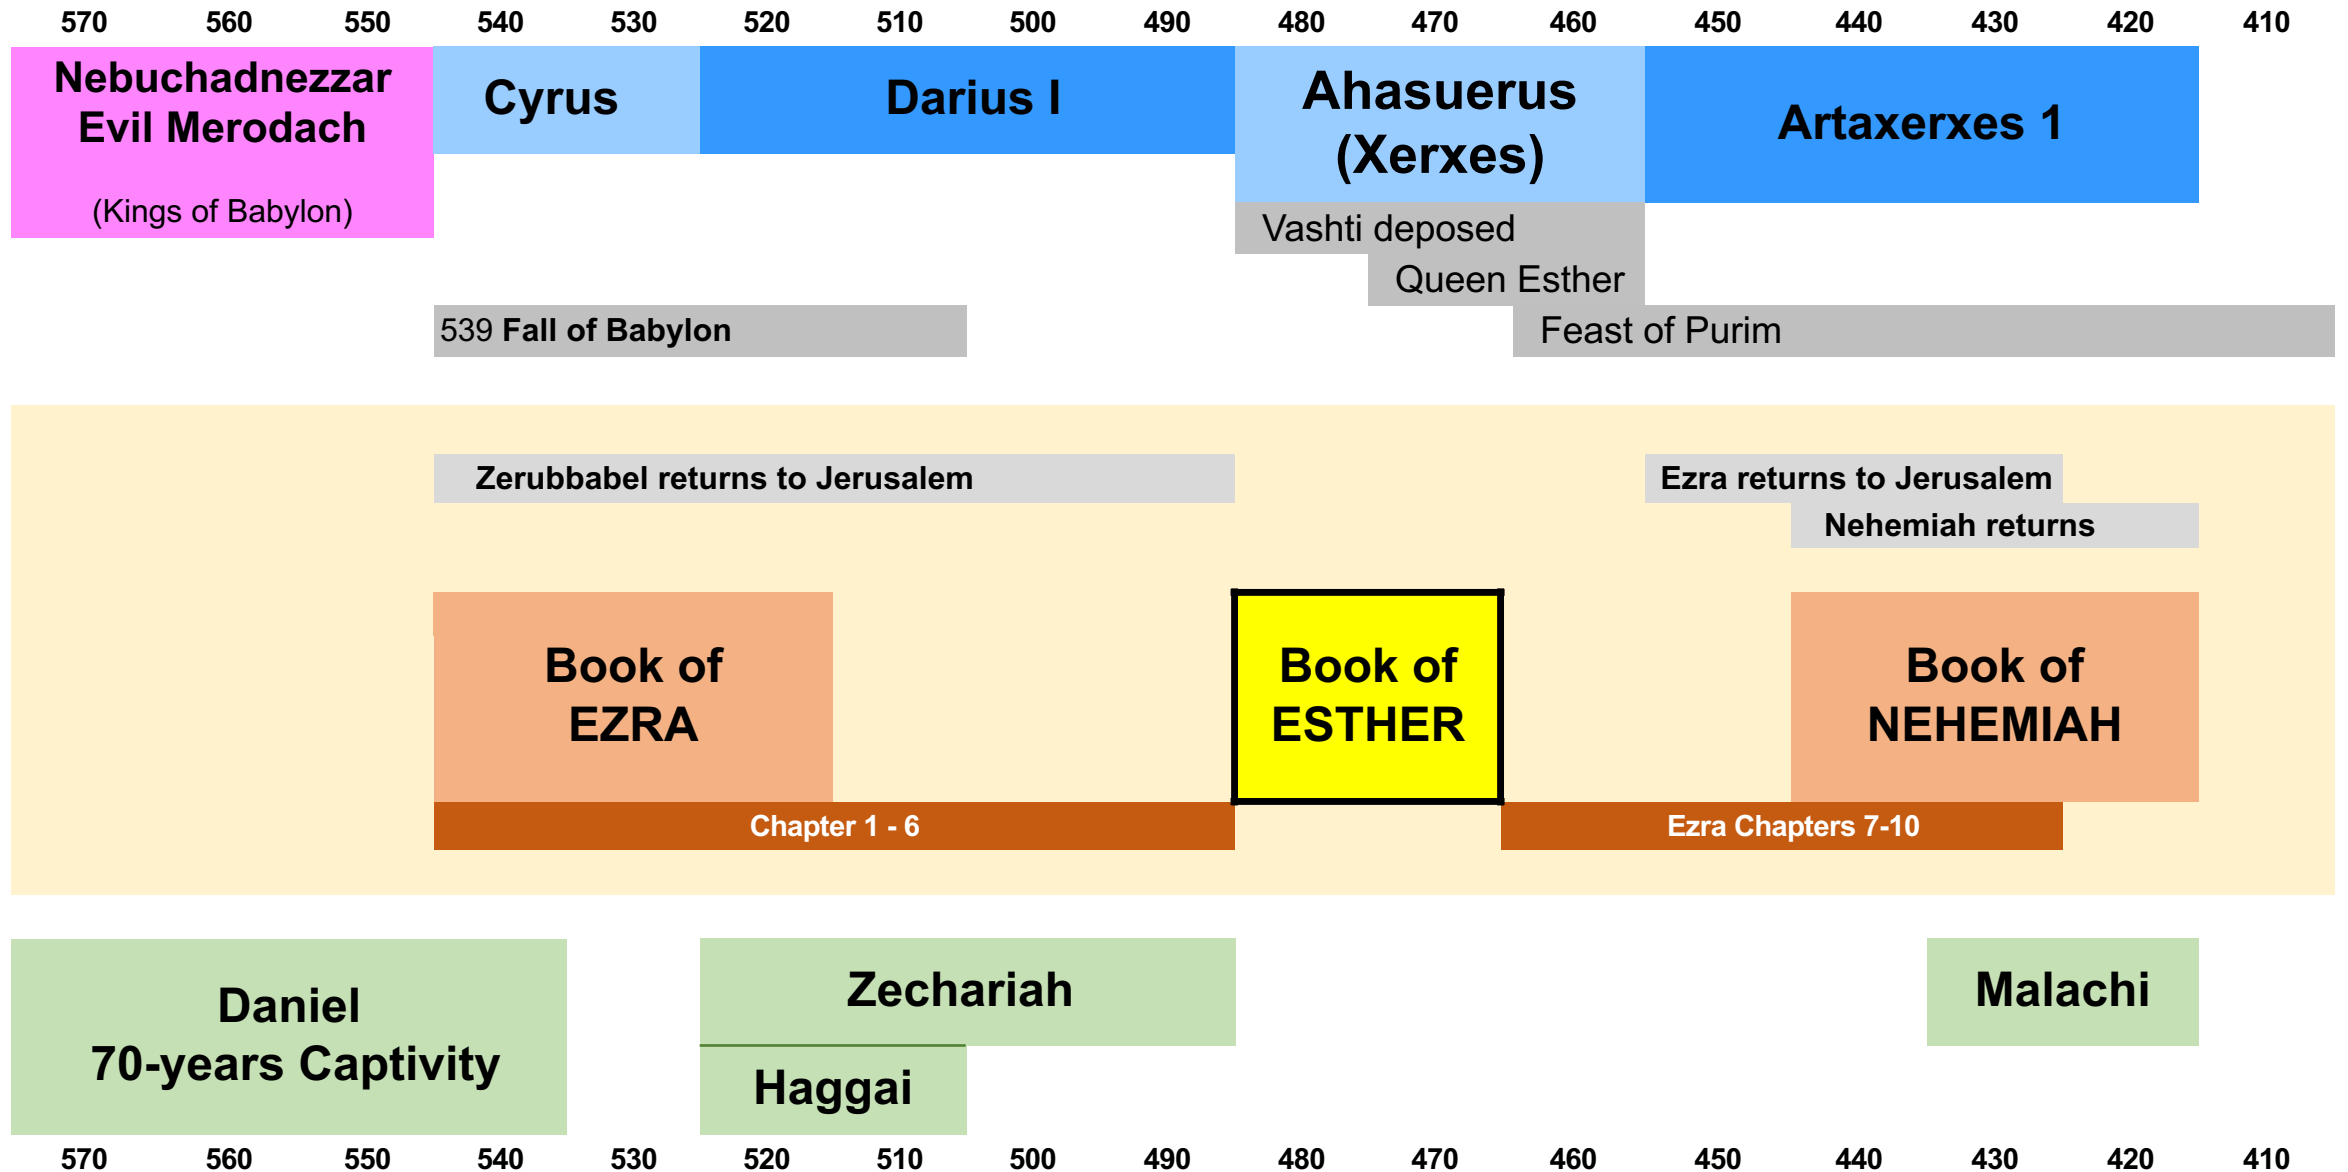 570 560 550 540 530 520 510 500 490 480 470 460 450 440 430 420 410
Nebuchadnezzar
Evil Merodach
(Kings of Babylon)
Cyrus
Darius I
Ahasuerus
(Xerxes)
Artaxerxes 1
Vashti deposed
Queen Esther
539 Fall of Babylon
Feast of Purim
Zerubbabel returns to Jerusalem
Ezra returns to Jerusalem
Nehemiah returns
Book of
EZRA
Book of
ESTHER
Book of
NEHEMIAH
Chapter 1 - 6
Ezra Chapters 7-10
Daniel
70-years Captivity
Zechariah
Haggai
Malachi
570 560 550 540 530 520 510 500 490 480 470 460 450 440 430 420 410